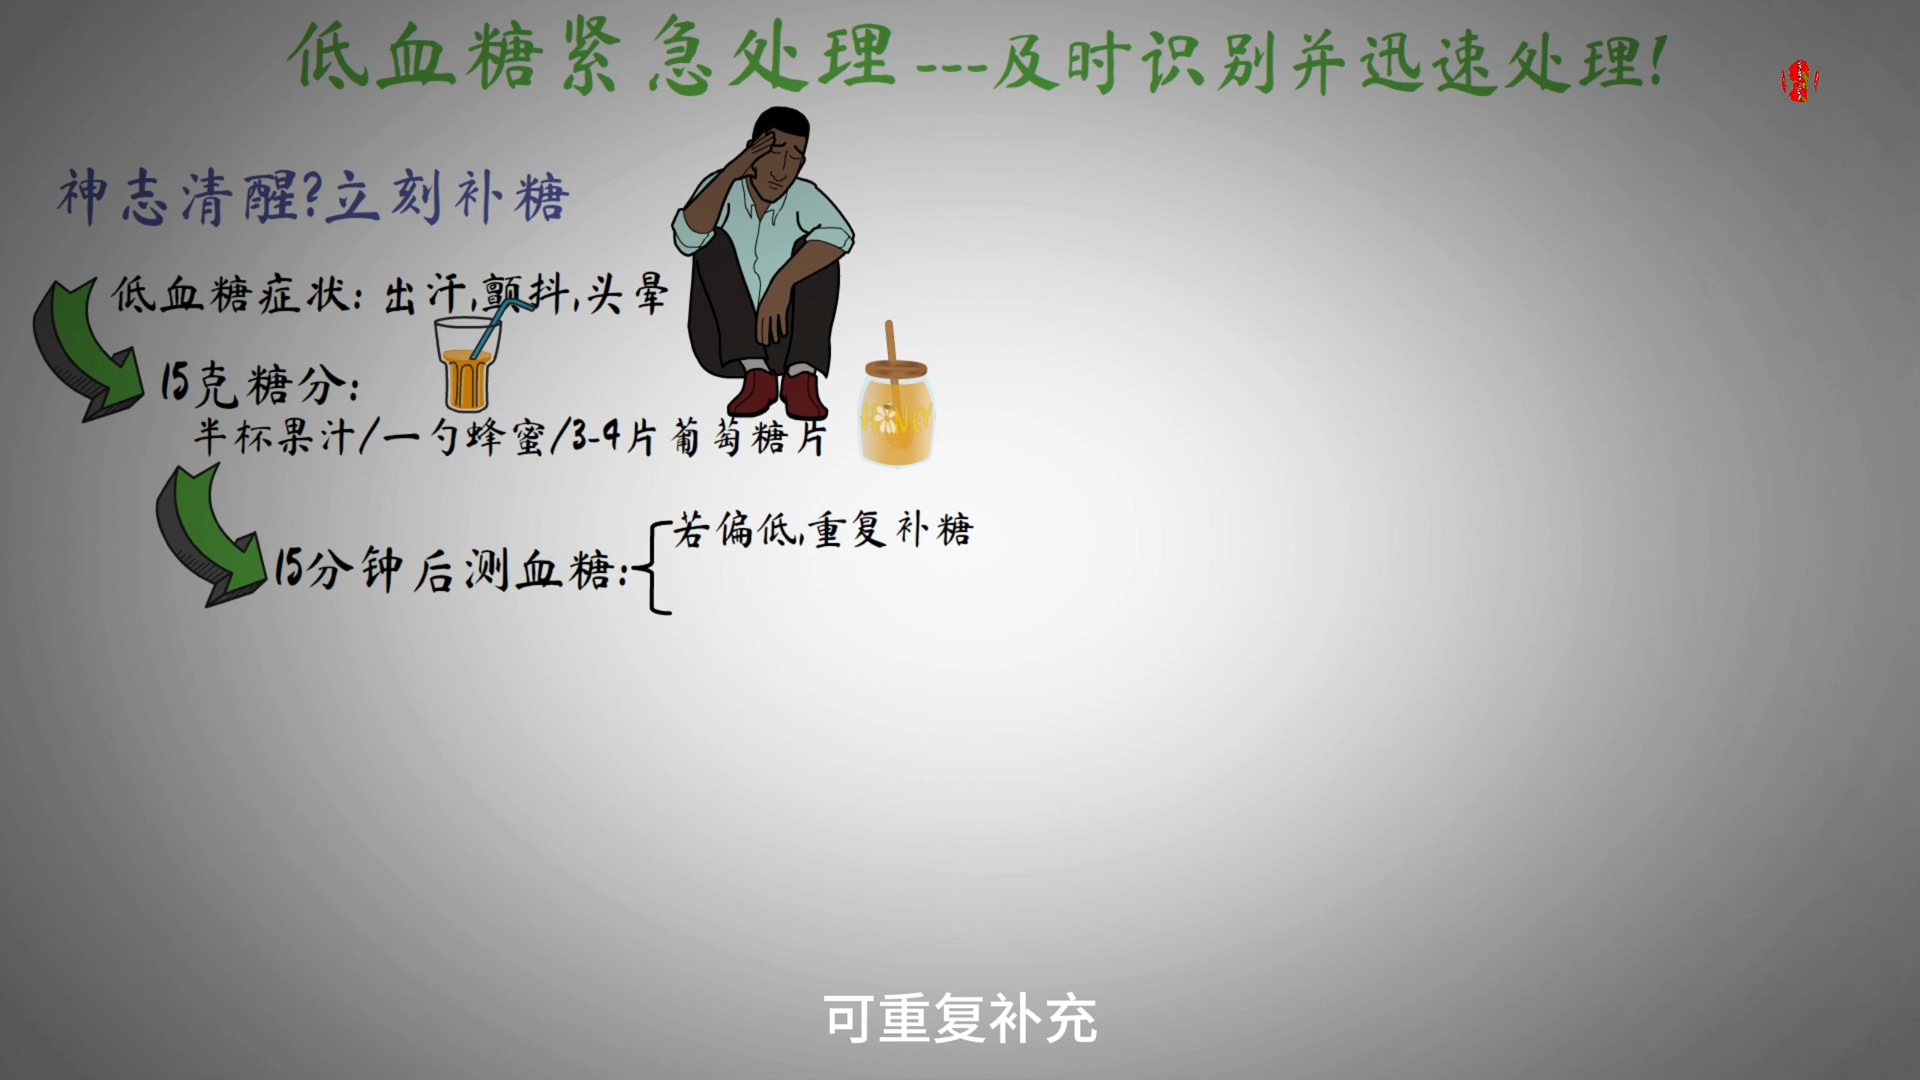 低血糖紧急处理---及时识别并迅速处理!
神志清醒?立刻补糖
低血糖症状: 出汗,颤抖,头晕
15克糖分:
半杯果汁/一勺蜂蜜/3-4片葡萄糖片
HONEY
15分钟后测血糖:
若偏低,重复补糖
可重复补充